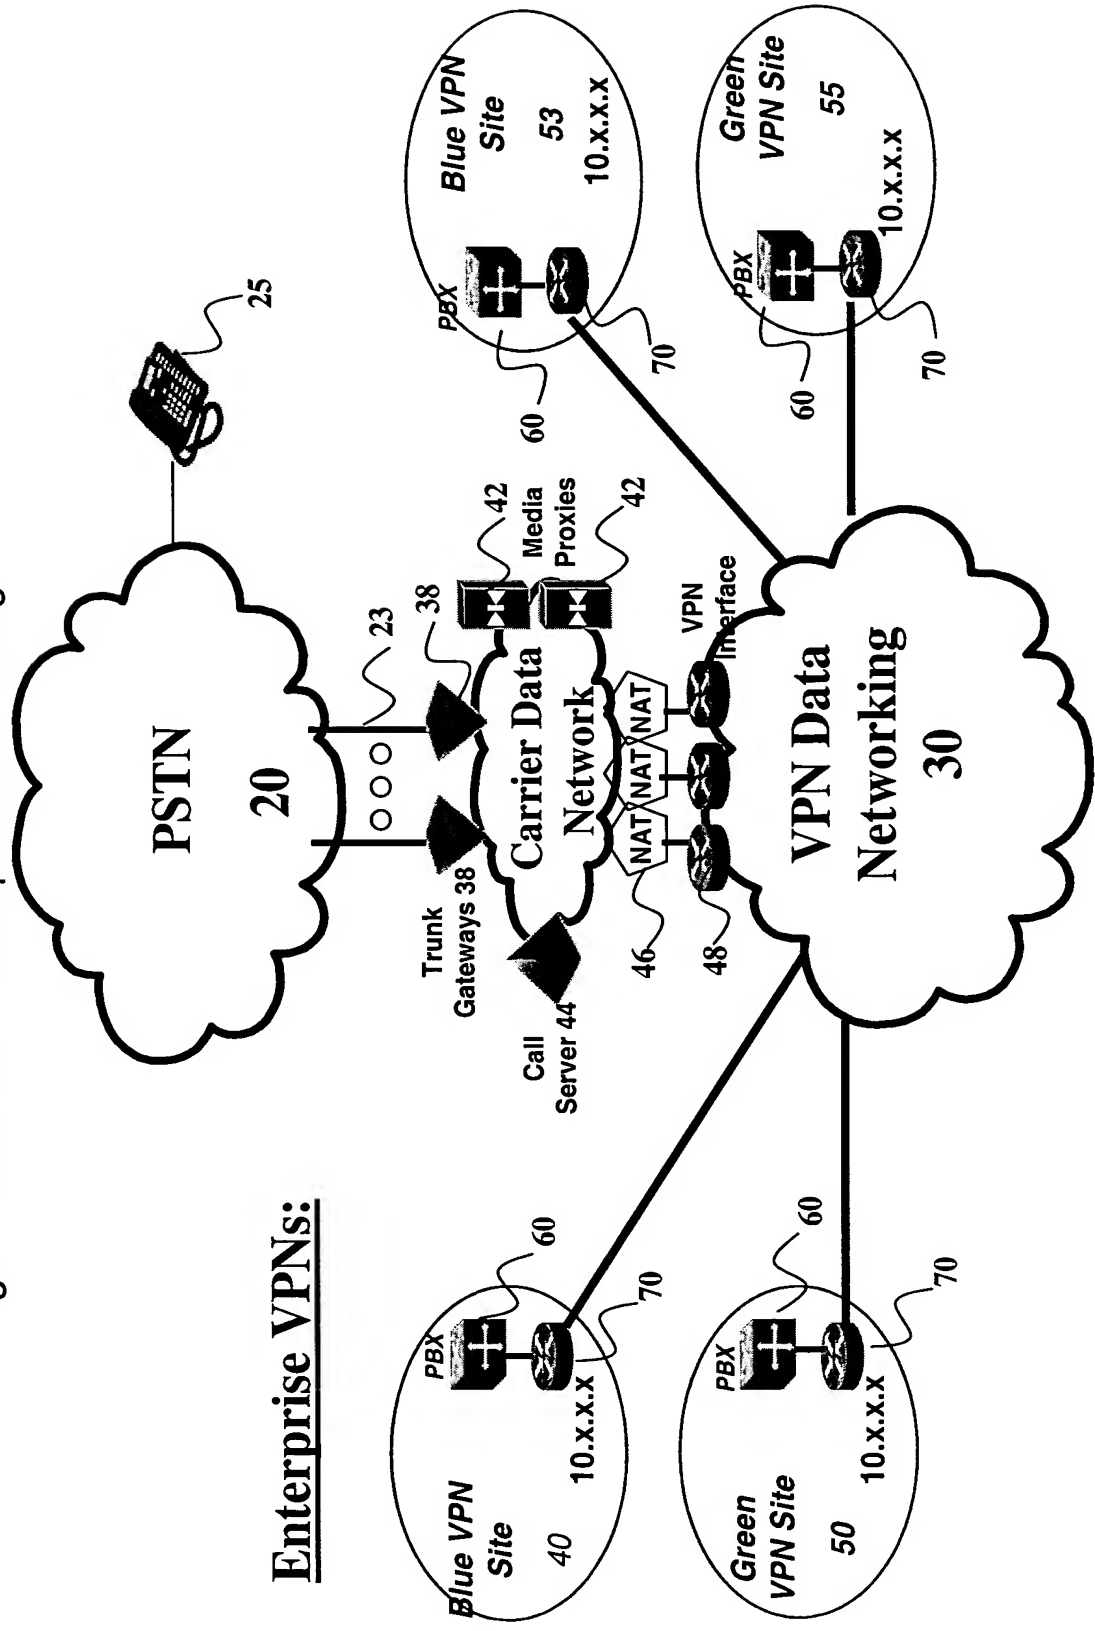 PSTN
20
25
23
38
Trunk
Gateways 38
Call
Server 44
Carrier Data
Network
42
Media
Proxies
42
NAT
NAT
NAT
46
48
VPN
Interface
VPN Data
Networking
30
Enterprise VPNs:
Blue VPN
Site
40
PBX
10.x.x.x
60
70
Green
VPN Site
50
PBX
10.x.x.x
60
70
Blue VPN
Site
53
10.x.x.x
PBX
60
70
Green
VPN Site
55
10.x.x.x
PBX
60
70